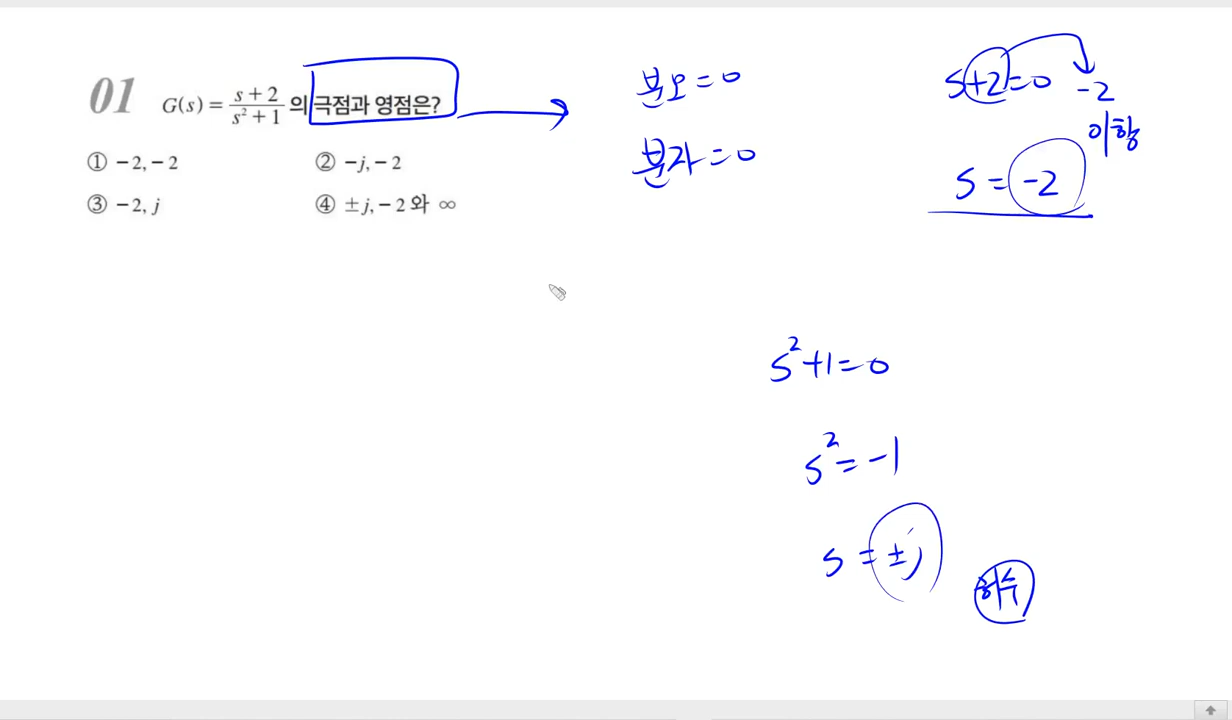 01 G(s) = (s + 2)/(s² + 1) 의 극점과 영점은?
① −2, −2 ② −j, −2
③ −2, j ④ ±j, −2 와 ∞
분모=0
분자=0
s+2=0 -2
이항
s = -2
s²+1=0
s²=-1
s=±j
허수